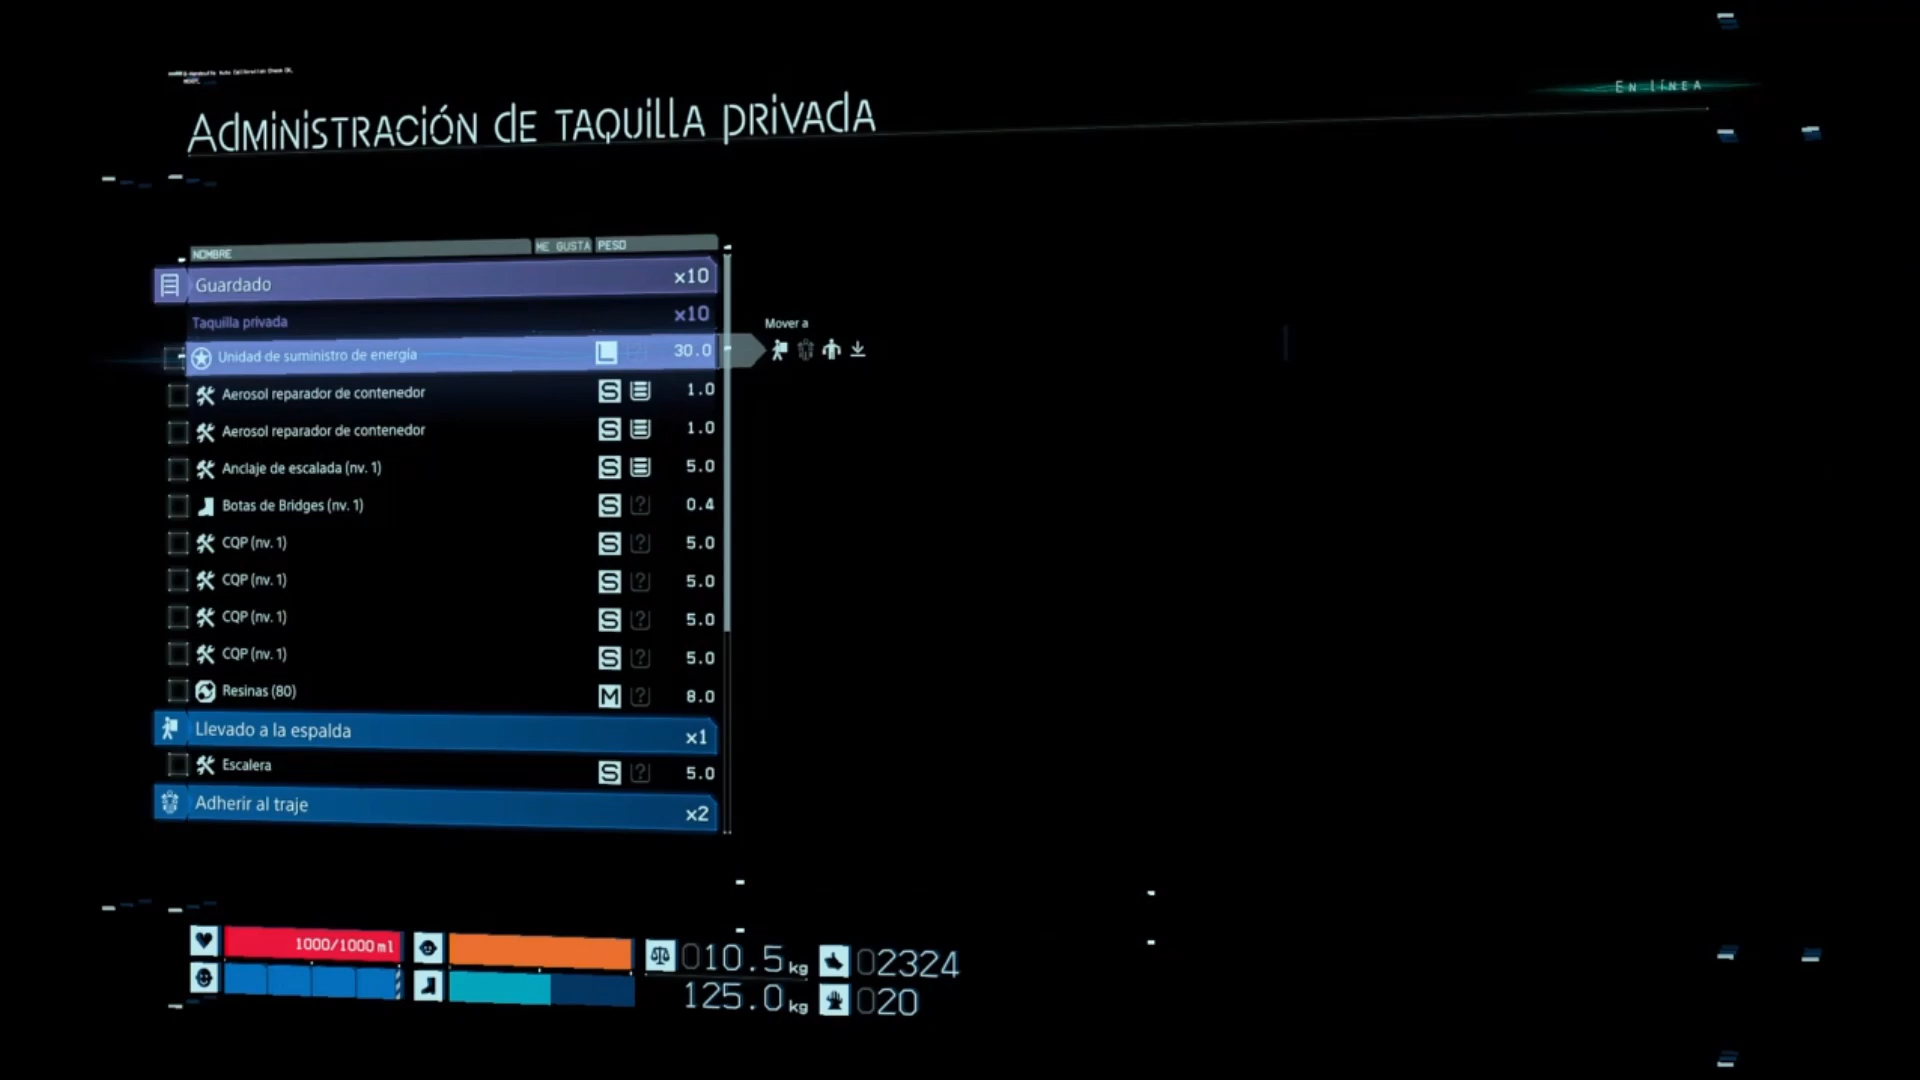 Administración de taquilla privada
En línea
NOMBRE ME GUSTA PESO
Guardado x10
Taquilla privada x10
Unidad de suministro de energía L 30.0
Mover a
Aerosol reparador de contenedor S 1.0
Aerosol reparador de contenedor S 1.0
Anclaje de escalada (nv. 1) S 5.0
Botas de Bridges (nv. 1) S ? 0.4
CQP (nv. 1) S ? 5.0
CQP (nv. 1) S ? 5.0
CQP (nv. 1) S ? 5.0
CQP (nv. 1) S ? 5.0
Resinas (80) M ? 8.0
Llevado a la espalda x1
Escalera S ? 5.0
Adherir al traje x2
1000/1000 ml
010.5 kg 02324
125.0 kg 020